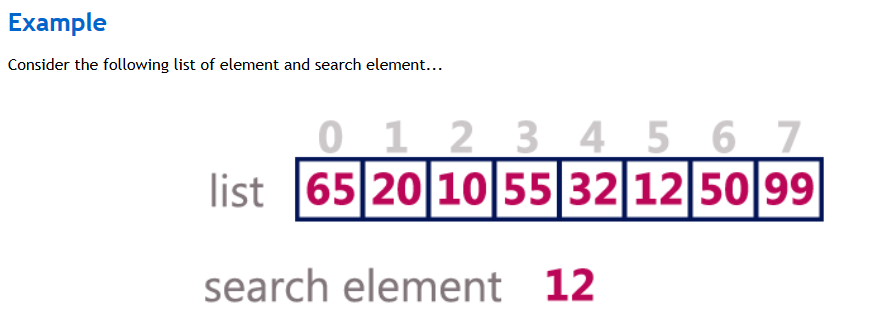 Example
Consider the following list of element and search element...
0 1 2 3 4 5 6 7
list 65 20 10 55 32 12 50 99
search element 12